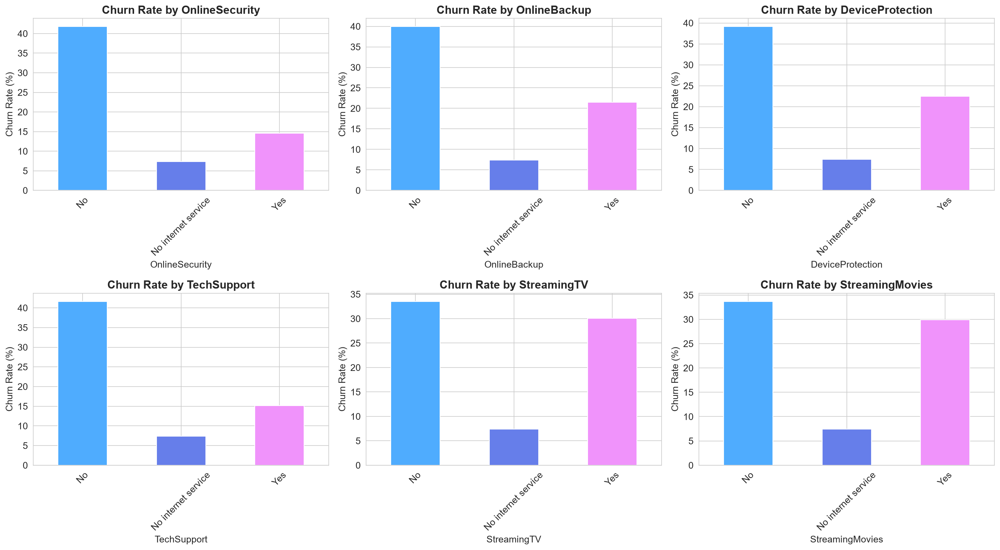 Churn Rate by OnlineSecurity
Churn Rate (%)
40
35
30
25
20
15
10
5
0
No
No internet service
Yes
OnlineSecurity
Churn Rate by OnlineBackup
Churn Rate (%)
40
35
30
25
20
15
10
5
0
No
No internet service
Yes
OnlineBackup
Churn Rate by DeviceProtection
Churn Rate (%)
40
35
30
25
20
15
10
5
0
No
No internet service
Yes
DeviceProtection
Churn Rate by TechSupport
Churn Rate (%)
40
35
30
25
20
15
10
5
0
No
No internet service
Yes
TechSupport
Churn Rate by StreamingTV
Churn Rate (%)
35
30
25
20
15
10
5
0
No
No internet service
Yes
StreamingTV
Churn Rate by StreamingMovies
Churn Rate (%)
35
30
25
20
15
10
5
0
No
No internet service
Yes
StreamingMovies